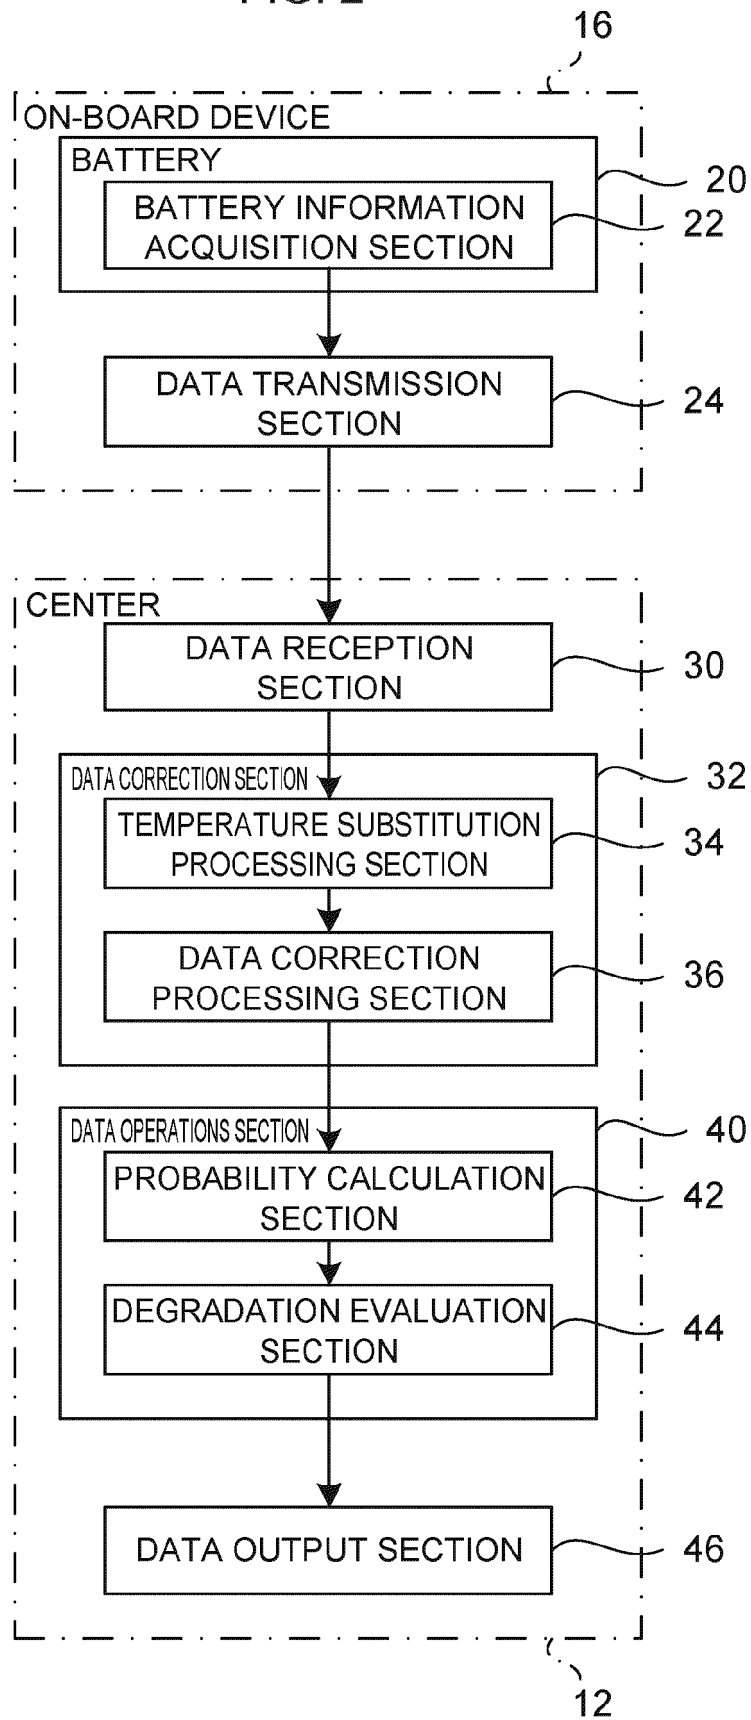 16
ON-BOARD DEVICE
BATTERY
20
BATTERY INFORMATION
ACQUISITION SECTION
22
DATA TRANSMISSION
SECTION
24
CENTER
DATA RECEPTION
SECTION
30
DATA CORRECTION SECTION
32
TEMPERATURE SUBSTITUTION
PROCESSING SECTION
34
DATA CORRECTION
PROCESSING SECTION
36
DATA OPERATIONS SECTION
40
PROBABILITY CALCULATION
SECTION
42
DEGRADATION EVALUATION
SECTION
44
DATA OUTPUT SECTION
46
12